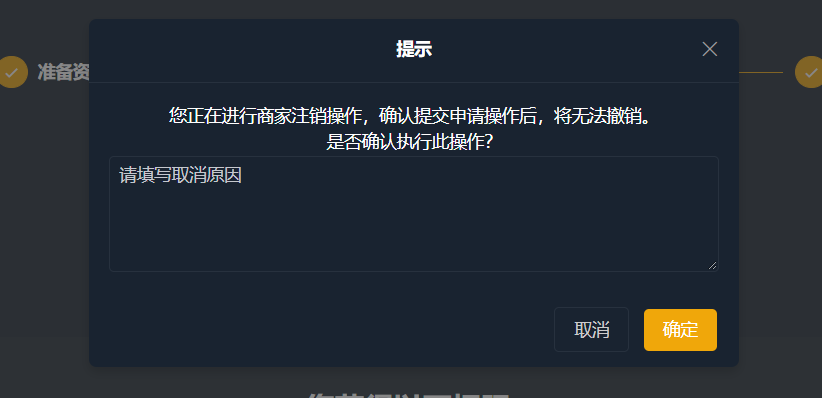 提示
准备资
您正在进行商家注销操作，确认提交申请操作后，将无法撤销。
是否确认执行此操作？
请填写取消原因
取消
确定